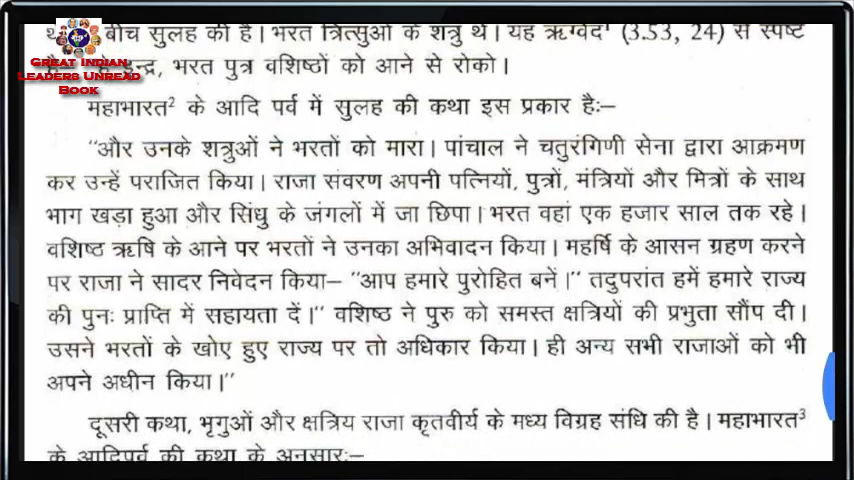 बीच सुलह की है। भरत त्रित्सुओं के शत्रु थे। यह ऋग्वेद¹ (3.53, 24) से स्पष्ट
इन्द्र, भरत पुत्र वशिष्ठों को आने से रोको।
Great Indian
Leaders Unread
Book
महाभारत² के आदि पर्व में सुलह की कथा इस प्रकार है:–
"और उनके शत्रुओं ने भरतों को मारा। पांचाल ने चतुरंगिणी सेना द्वारा आक्रमण
कर उन्हें पराजित किया। राजा संवरण अपनी पत्नियों, पुत्रों, मंत्रियों और मित्रों के साथ
भाग खड़ा हुआ और सिंधु के जंगलों में जा छिपा। भरत वहां एक हजार साल तक रहे।
वशिष्ठ ऋषि के आने पर भरतों ने उनका अभिवादन किया। महर्षि के आसन ग्रहण करने
पर राजा ने सादर निवेदन किया– "आप हमारे पुरोहित बनें।" तदुपरांत हमें हमारे राज्य
की पुनः प्राप्ति में सहायता दें।" वशिष्ठ ने पुरु को समस्त क्षत्रियों की प्रभुता सौंप दी।
उसने भरतों के खोए हुए राज्य पर तो अधिकार किया। ही अन्य सभी राजाओं को भी
अपने अधीन किया।"
दूसरी कथा, भृगुओं और क्षत्रिय राजा कृतवीर्य के मध्य विग्रह संधि की है। महाभारत³
के आदिपर्व की कथा के अनुसार:–